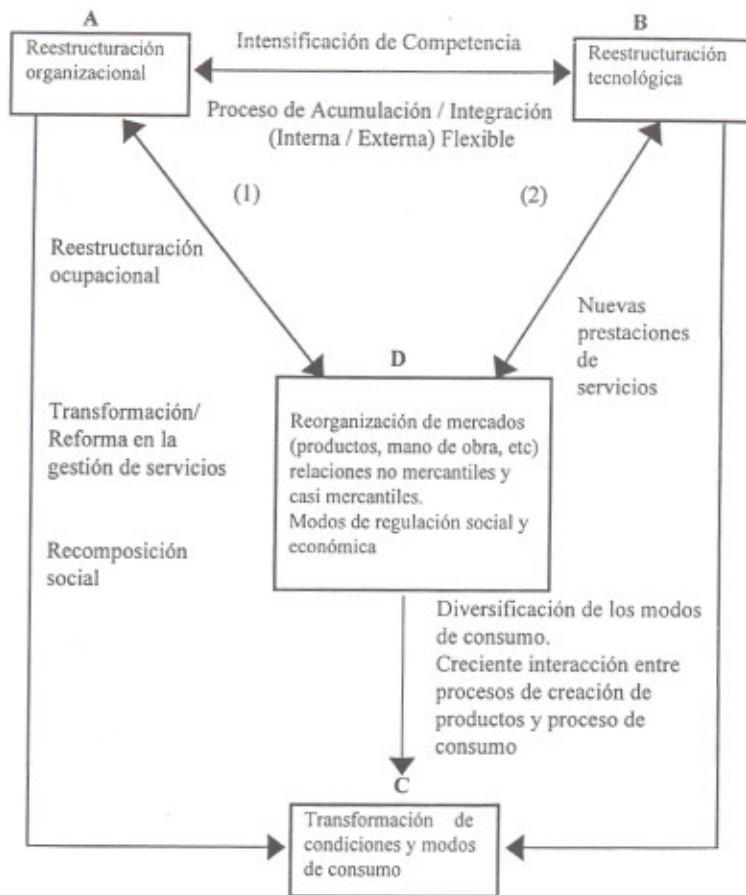 A
Reestructuración
organizacional
Intensificación de Competencia
B
Reestructuración
tecnológica
Proceso de Acumulación / Integración
(Interna / Externa) Flexible
(1)
(2)
Reestructuración
ocupacional
Nuevas
prestaciones
de
servicios
Transformación/
Reforma en la
gestión de servicios
Recomposición
social
D
Reorganización de mercados
(productos, mano de obra, etc)
relaciones no mercantiles y
casi mercantiles.
Modos de regulación social y
económica
Diversificación de los modos
de consumo.
Creciente interacción entre
procesos de creación de
productos y proceso de
consumo
C
Transformación de
condiciones y modos
de consumo